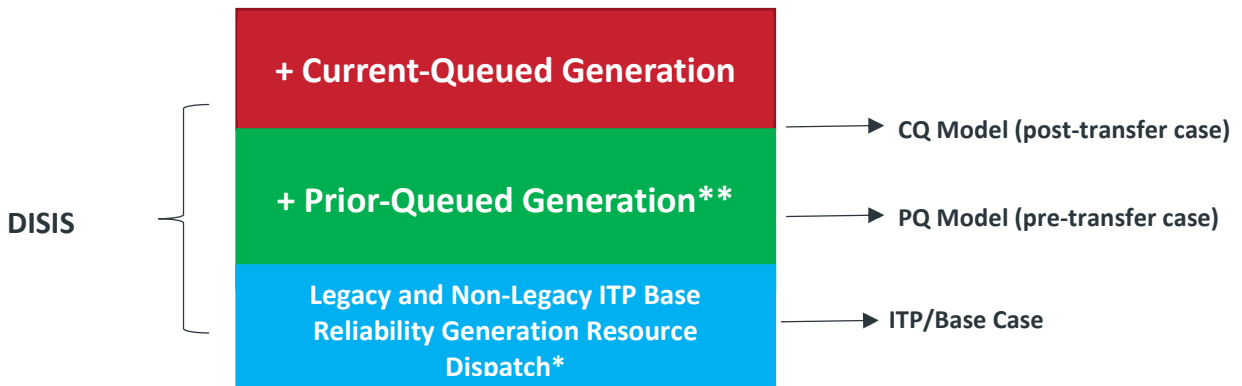 + Current-Queued Generation
CQ Model (post-transfer case)
+ Prior-Queued Generation**
DISIS
PQ Model (pre-transfer case)
Legacy and Non-Legacy ITP Base
Reliability Generation Resource
Dispatch*
ITP/Base Case